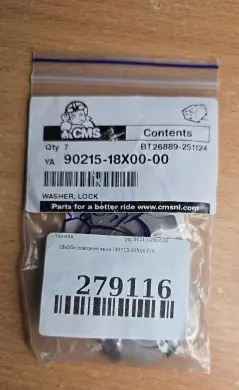 CMS
Contents
Qty 7
BT26889-251124
YA 90215-18X00-00
WASHER, LOCK
Parts for a better ride www.cmsnl.com
279116